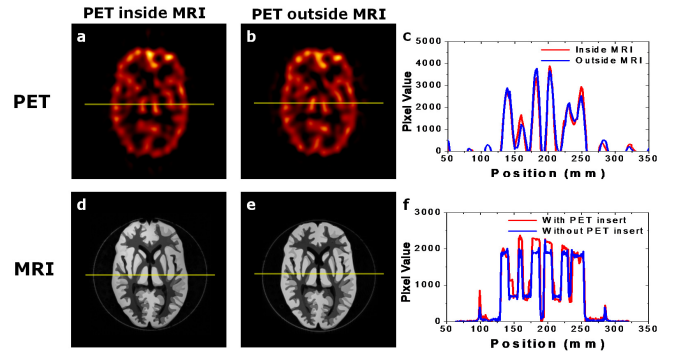 PET inside MRI PET outside MRI
a
b
c
PET
Inside MRI
Outside MRI
Pixel Value
5000
4000
3000
2000
1000
0
50 100 150 200 250 300 350
Position (mm)
d
e
f
MRI
With PET insert
Without PET insert
Pixel Value
3000
2000
1000
0
50 100 150 200 250 300 350
Position (mm)